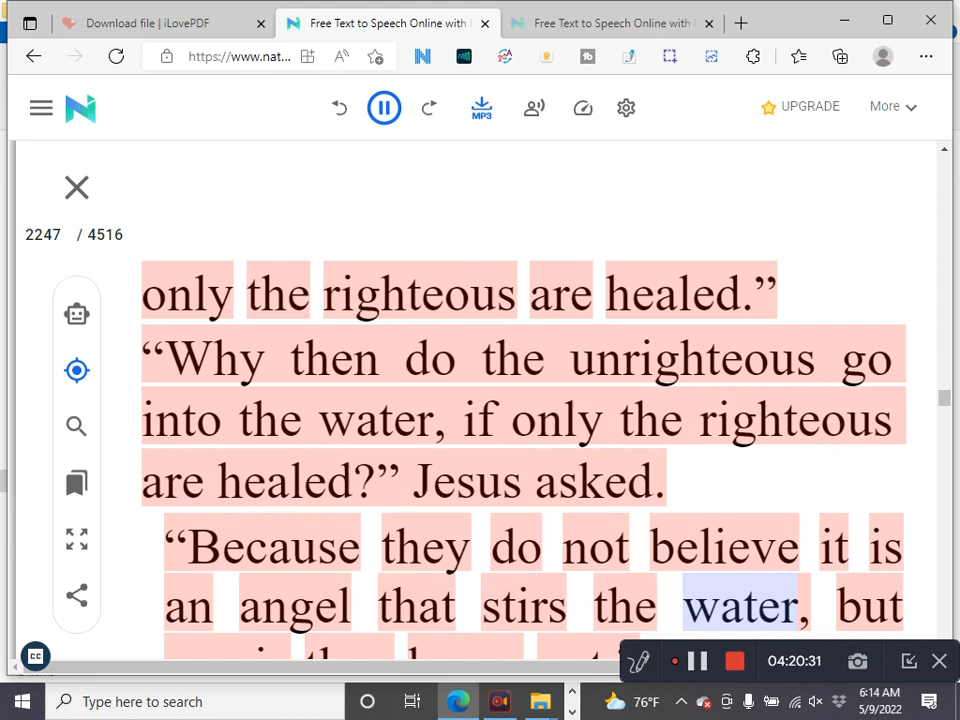 Download file | iLovePDF
Free Text to Speech Online with
Free Text to Speech Online with
https://www.nat...
MP3
UPGRADE
More
2247 / 4516
only the righteous are healed.”
“Why then do the unrighteous go
into the water, if only the righteous
are healed?” Jesus asked.
“Because they do not believe it is
an angel that stirs the water, but
04:20:31
Type here to search
76°F
6:14 AM
5/9/2022